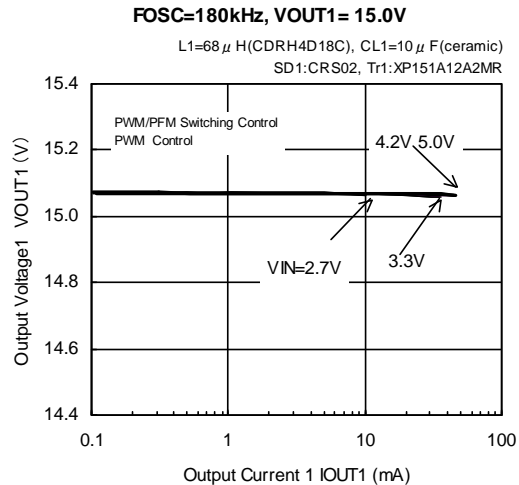 FOSC=180kHz, VOUT1= 15.0V
L1=68μH(CDRH4D18C), CL1=10μF(ceramic)
SD1:CRS02, Tr1:XP151A12A2MR
15.4
15.2
15.0
14.8
14.6
14.4
Output Voltage1 VOUT1 (V)
PWM/PFM Switching Control
PWM Control
4.2V 5.0V
VIN=2.7V
3.3V
0.1
1
10
100
Output Current 1 IOUT1 (mA)